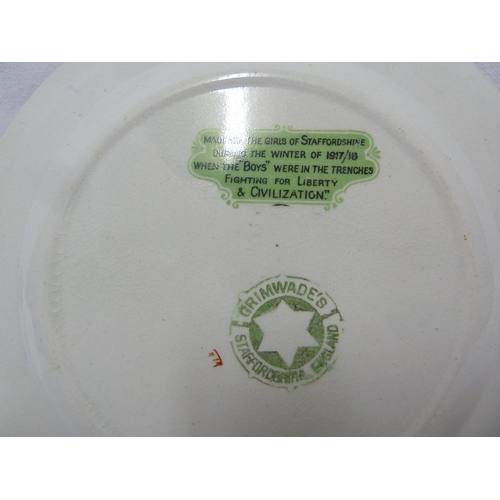 MADE BY THE GIRLS OF STAFFORDSHIRE
DURING THE WINTER OF 1917/18
WHEN THE "BOYS" WERE IN THE TRENCHES
FIGHTING FOR LIBERTY
& CIVILIZATION."
GRIMWADE'S
STAFFORDSHIRE ENGLAND